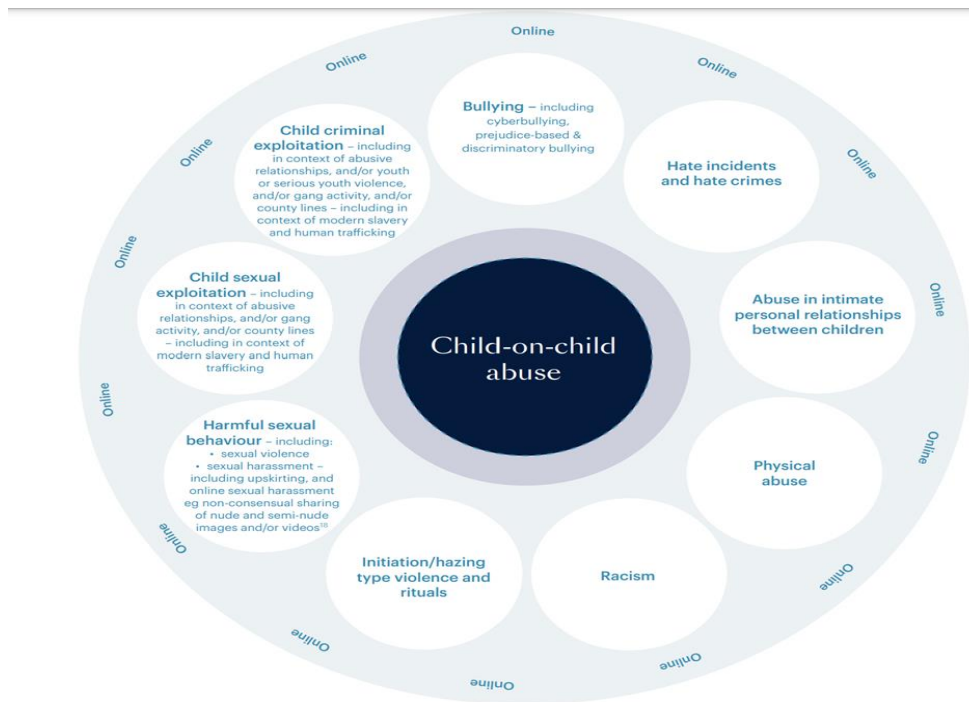 Online
Online
Online
Online
Online
Online
Online
Online
Online
Online
Online
Online
Online
Online
Bullying – including
cyberbullying,
prejudice-based &
discriminatory bullying
Hate incidents
and hate crimes
Abuse in intimate
personal relationships
between children
Physical
abuse
Racism
Initiation/hazing
type violence and
rituals
Harmful sexual
behaviour – including:
• sexual violence
• sexual harassment –
including upskirting, and
online sexual harassment
eg non-consensual sharing
of nude and semi-nude
images and/or videos¹⁸
Child sexual
exploitation – including
in context of abusive
relationships, and/or gang
activity, and/or county lines
– including in context of
modern slavery and human
trafficking
Child criminal
exploitation – including
in context of abusive
relationships, and/or youth
or serious youth violence,
and/or gang activity, and/or
county lines – including in
context of modern slavery
and human trafficking
Child-on-child
abuse